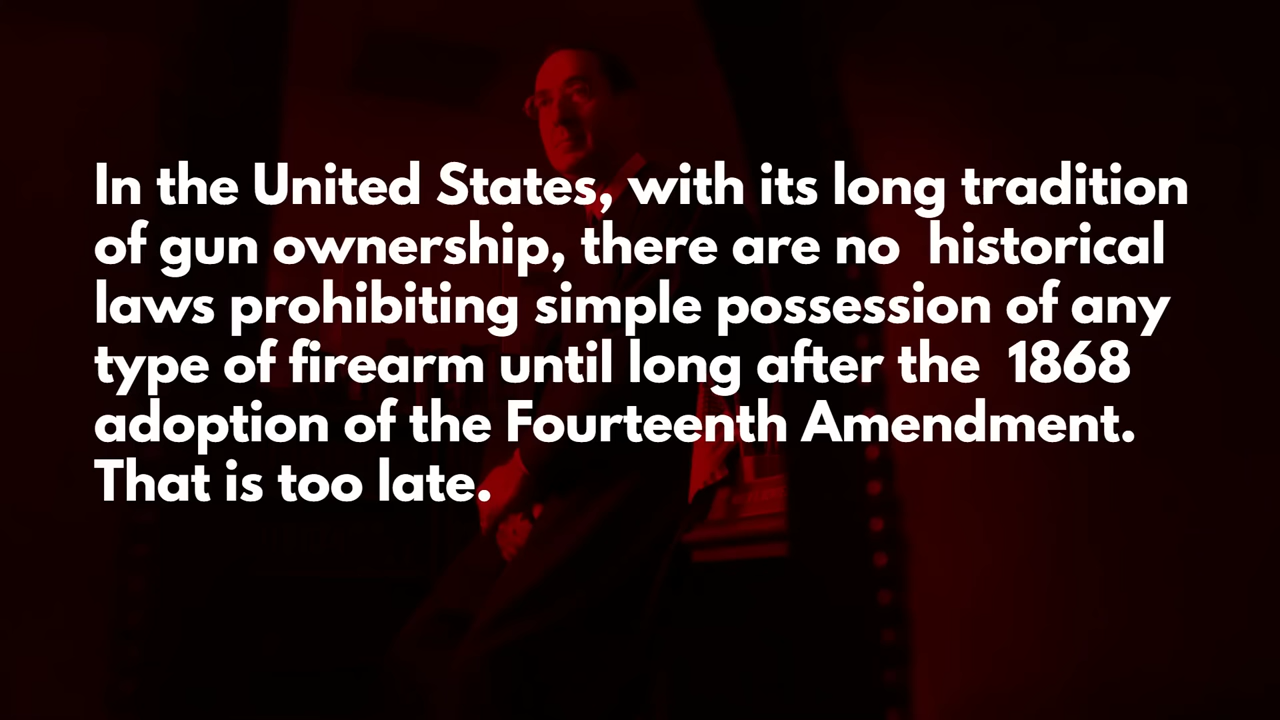 In the United States, with its long tradition
of gun ownership, there are no  historical
laws prohibiting simple possession of any
type of firearm until long after the  1868
adoption of the Fourteenth Amendment.
That is too late.